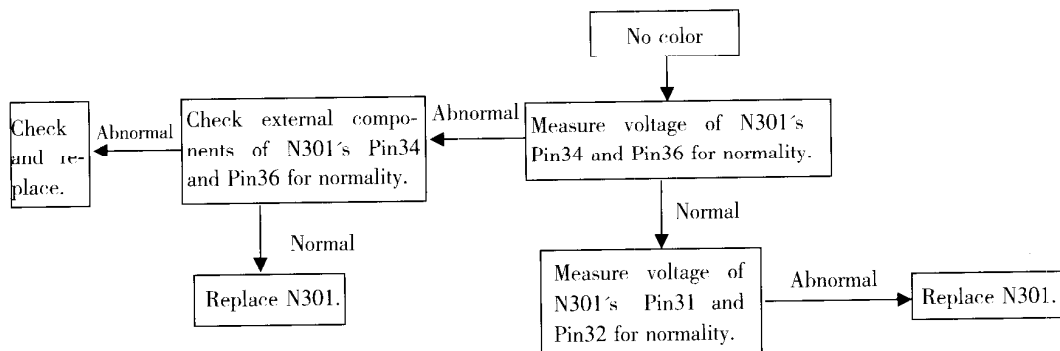 No color
Measure voltage of N301's
Pin34 and Pin36 for normality.
Abnormal
Check external compo-
nents of N301's Pin34
and Pin36 for normality.
Abnormal
Check
and re-
place.
Normal
Replace N301.
Normal
Measure voltage of
N301's Pin31 and
Pin32 for normality.
Abnormal
Replace N301.